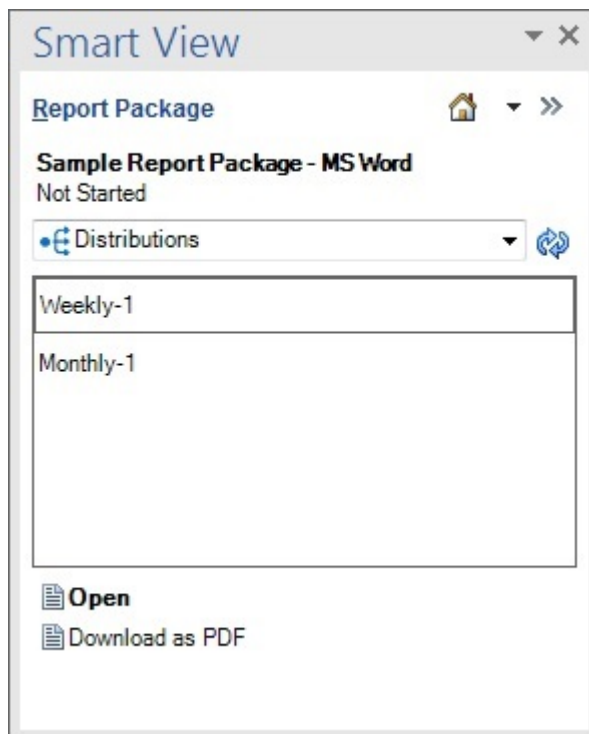 Smart View
Report Package
Sample Report Package - MS Word
Not Started
Distributions
Weekly-1
Monthly-1
Open
Download as PDF